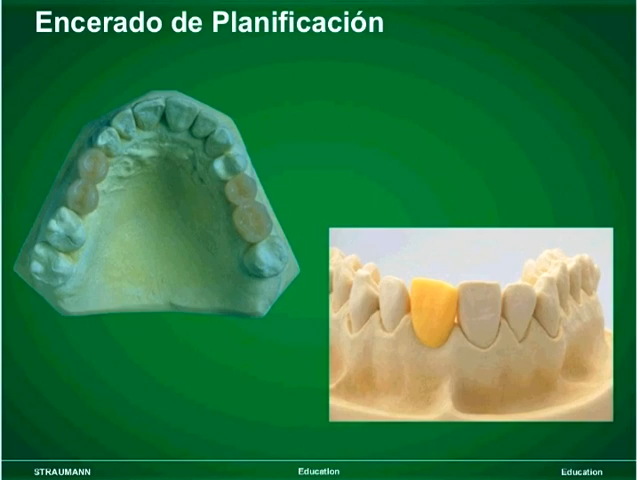 Encerado de Planificación
STRAUMANN
Education
Education